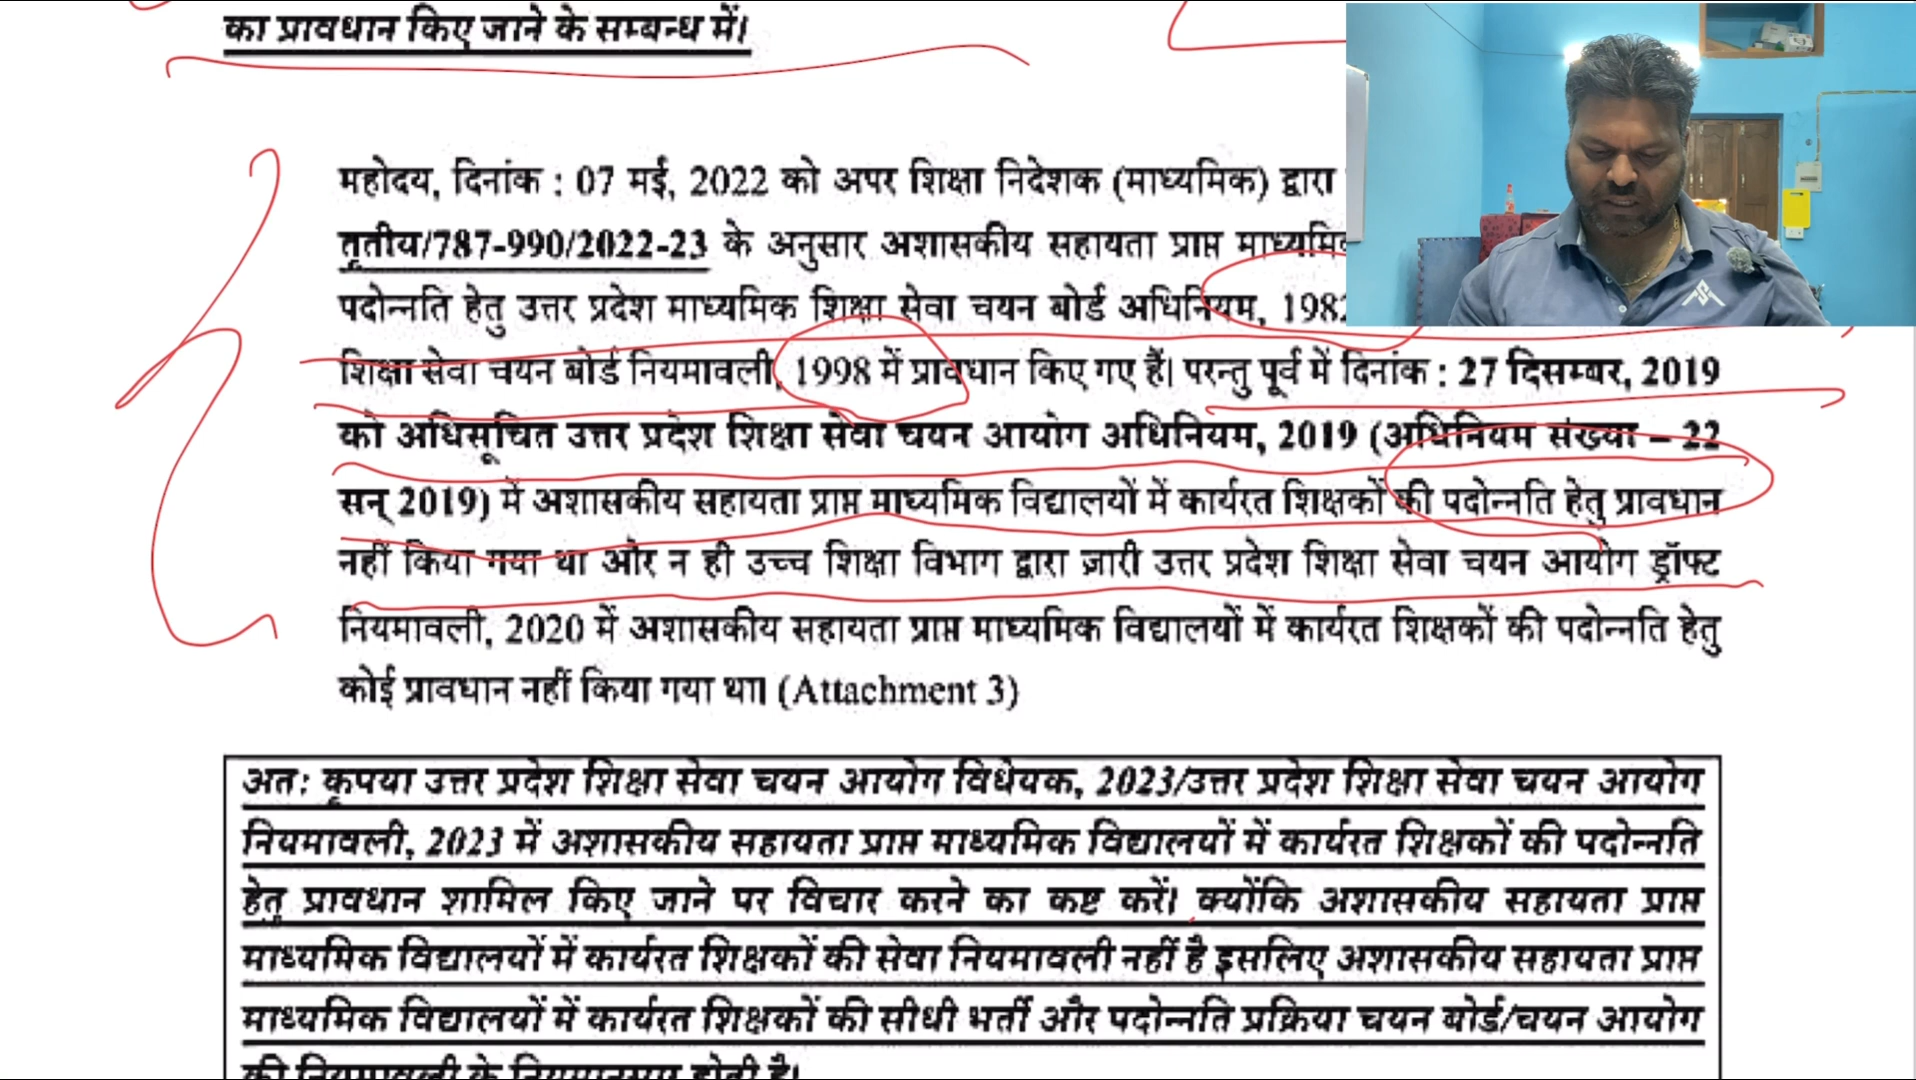 का प्रावधान किए जाने के सम्बन्ध में।
महोदय, दिनांक : 07 मई, 2022 को अपर शिक्षा निदेशक (माध्यमिक) द्वारा
तृतीय/787-990/2022-23 के अनुसार अशासकीय सहायता प्राप्त
पदोन्नति हेतु उत्तर प्रदेश माध्यमिक शिक्षा सेवा चयन बोर्ड अधिनियम, 1982
शिक्षा सेवा चयन बोर्ड नियमावली, 1998 में प्रावधान किए गए हैं। परन्तु पूर्व में दिनांक : 27 दिसम्बर, 2019
को अधिसूचित उत्तर प्रदेश शिक्षा सेवा चयन आयोग अधिनियम, 2019 (अधिनियम संख्या – 22
सन् 2019) में अशासकीय सहायता प्राप्त माध्यमिक विद्यालयों में कार्यरत शिक्षकों की पदोन्नति हेतु प्रावधान
नहीं किया गया था और न ही उच्च शिक्षा विभाग द्वारा ज़ारी उत्तर प्रदेश शिक्षा सेवा चयन आयोग ड्रॉफ्ट
नियमावली, 2020 में अशासकीय सहायता प्राप्त माध्यमिक विद्यालयों में कार्यरत शिक्षकों की पदोन्नति हेतु
कोई प्रावधान नहीं किया गया था। (Attachment 3)
अतः कृपया उत्तर प्रदेश शिक्षा सेवा चयन आयोग विधेयक, 2023/उत्तर प्रदेश शिक्षा सेवा चयन आयोग
नियमावली, 2023 में अशासकीय सहायता प्राप्त माध्यमिक विद्यालयों में कार्यरत शिक्षकों की पदोन्नति
हेतु प्रावधान शामिल किए जाने पर विचार करने का कष्ट करें। क्योंकि अशासकीय सहायता प्राप्त
माध्यमिक विद्यालयों में कार्यरत शिक्षकों की सेवा नियमावली नहीं है इसलिए अशासकीय सहायता प्राप्त
माध्यमिक विद्यालयों में कार्यरत शिक्षकों की सीधी भर्ती और पदोन्नति प्रक्रिया चयन बोर्ड/चयन आयोग
की नियमावली के नियमानुसार होती है।